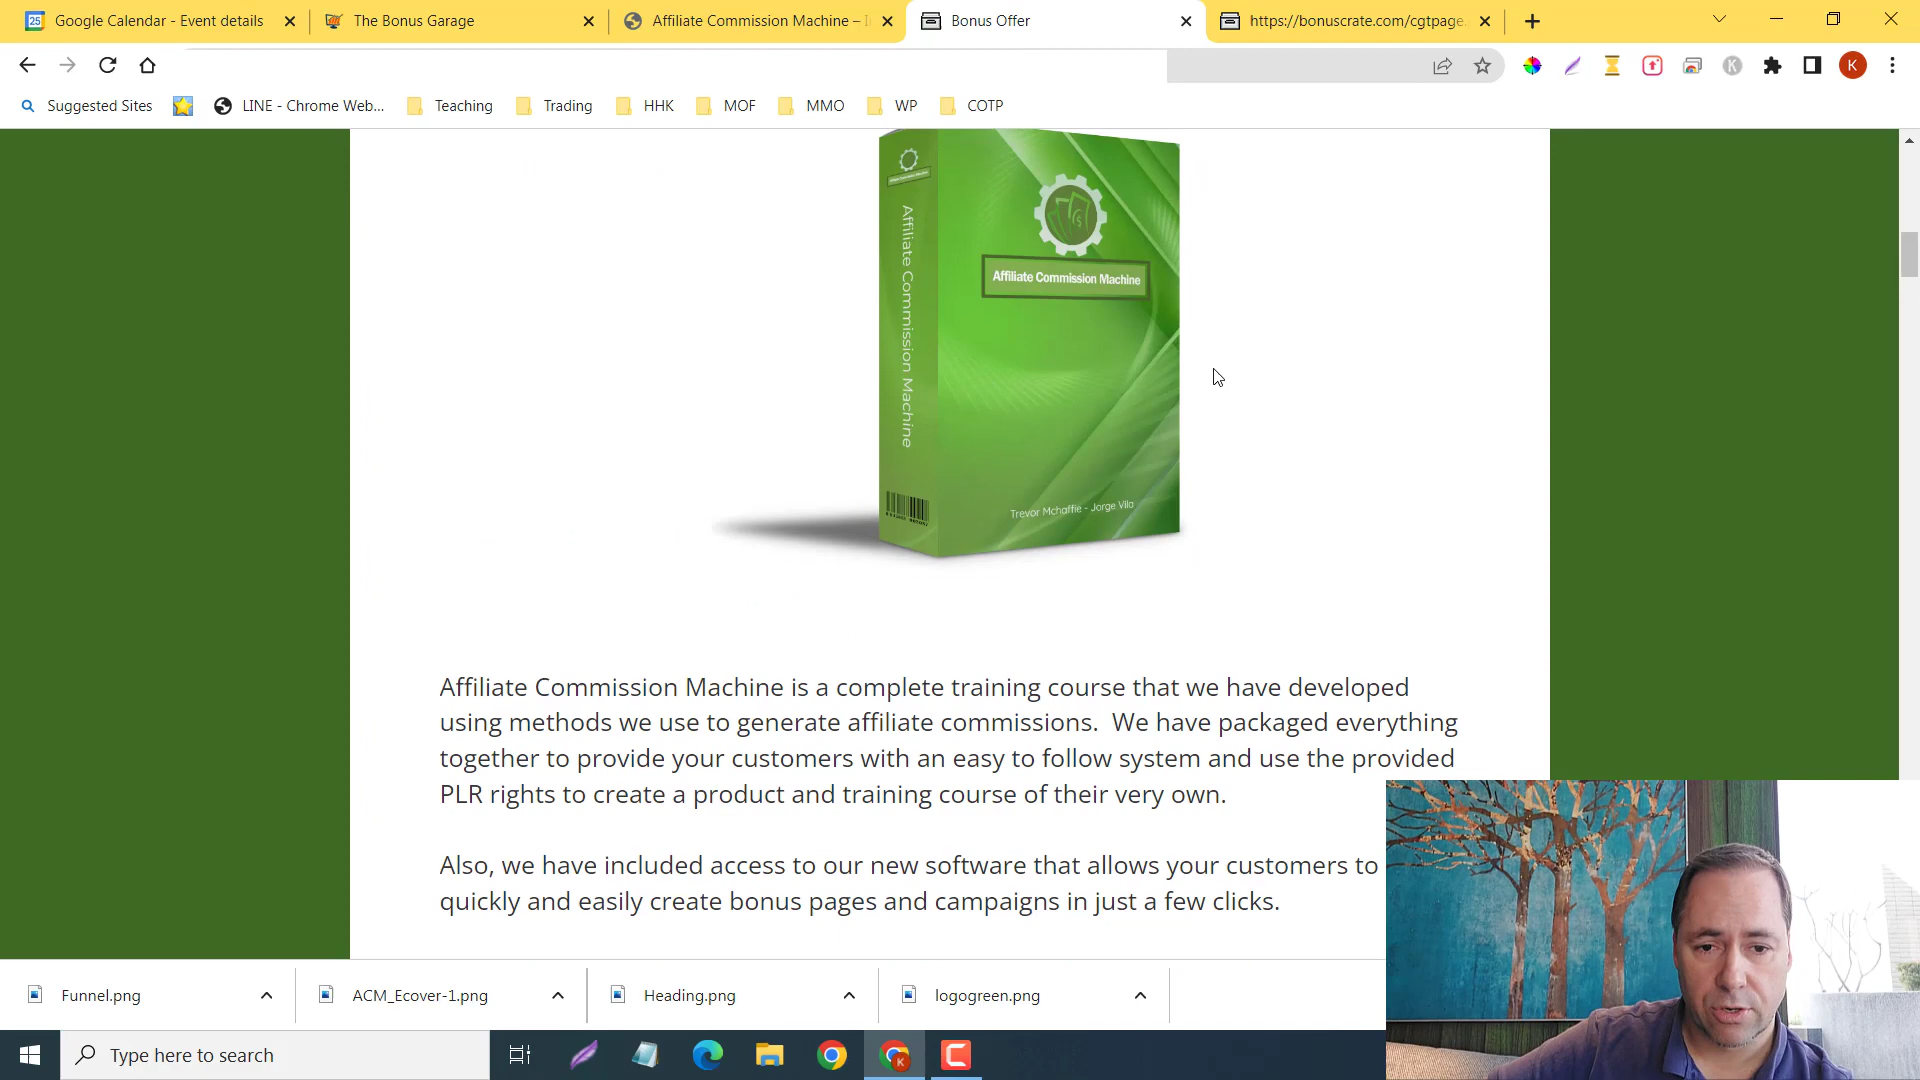 Google Calendar - Event details
The Bonus Garage
Affiliate Commission Machine – I
Bonus Offer
https://bonuscrate.com/cgtpage.
K
K
Suggested Sites
LINE - Chrome Web...
Teaching
Trading
HHK
MOF
MMO
WP
COTP
Affiliate Commission Machine
Affiliate Commission Machine
Trevor Mchaffie - Jorge Vila
Affiliate Commission Machine is a complete training course that we have developed
using methods we use to generate affiliate commissions. We have packaged everything
together to provide your customers with an easy to follow system and use the provided
PLR rights to create a product and training course of their very own.
Also, we have included access to our new software that allows your customers to
quickly and easily create bonus pages and campaigns in just a few clicks.
Funnel.png
ACM_Ecover-1.png
Heading.png
logogreen.png
Type here to search